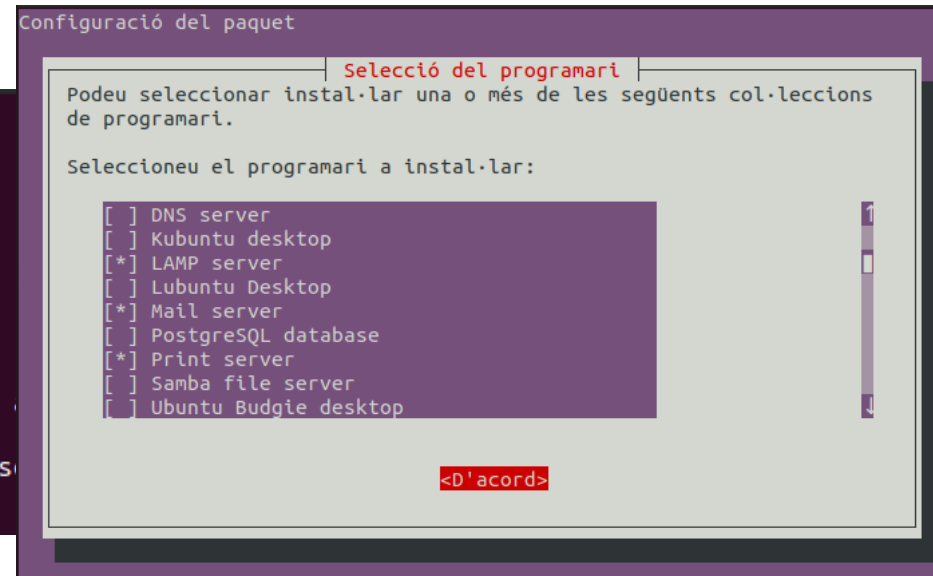 Configuració del paquet
Selecció del programari
Podeu seleccionar instal·lar una o més de les següents col·leccions
de programari.
Seleccioneu el programari a instal·lar:
[ ] DNS server
[ ] Kubuntu desktop
[*] LAMP server
[ ] Lubuntu Desktop
[*] Mail server
[ ] PostgreSQL database
[*] Print server
[ ] Samba file server
[ ] Ubuntu Budgie desktop
<D'acord>